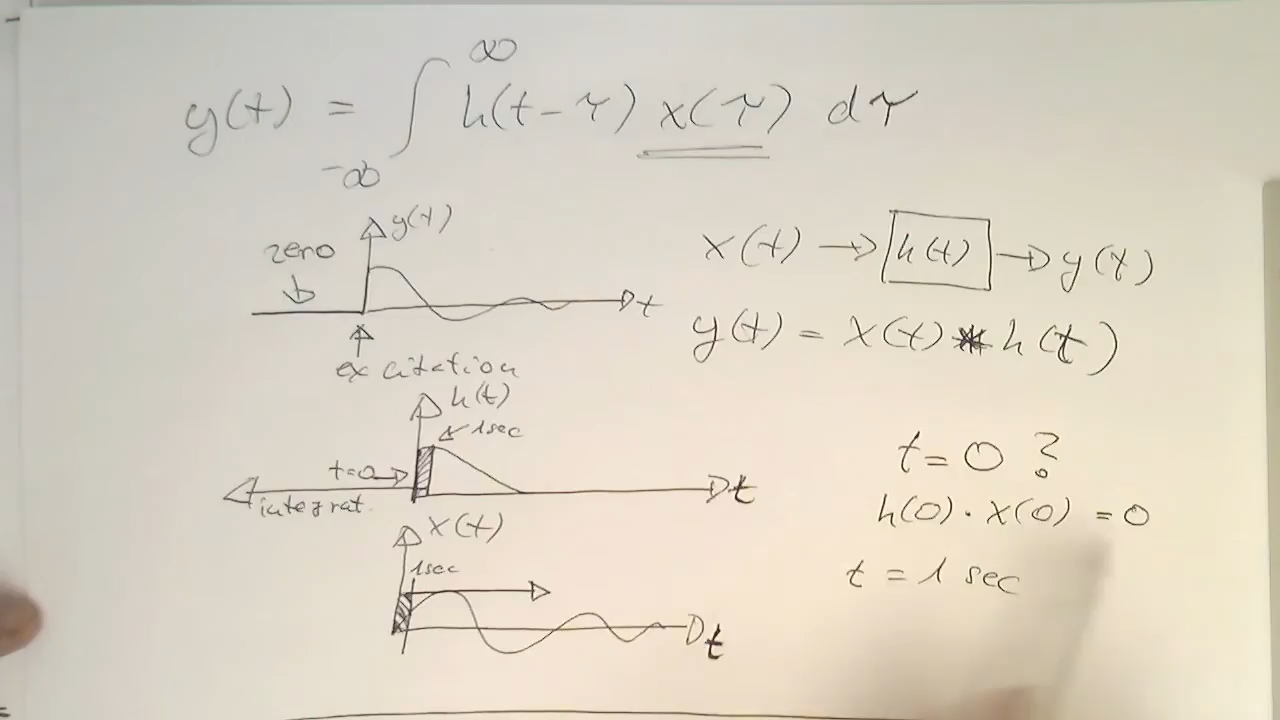 y(t) = ∫ h(t-τ) x(τ) dτ
∞
-∞
y(t)
zero
t
excitation
x(t) → h(t) → y(t)
y(t) = x(t) * h(t)
h(t)
1sec
t=0
integrat.
t
x(t)
1sec
t
t = 0 ?
h(0) · x(0) = 0
t = 1 sec